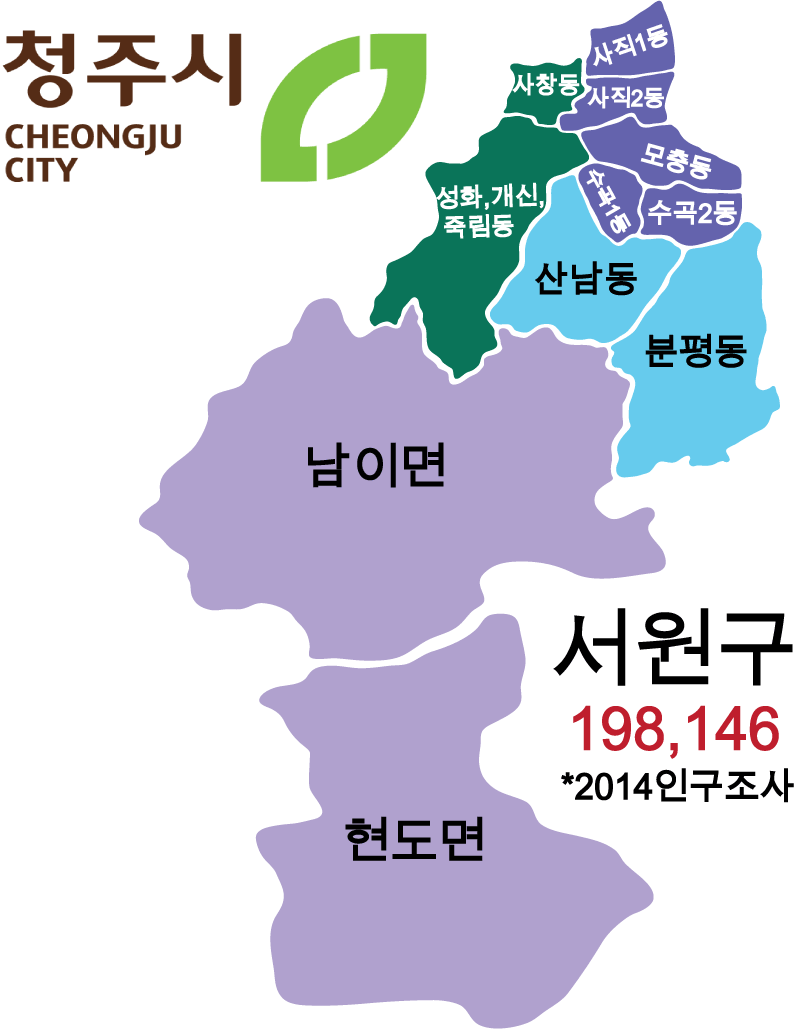 청주시
CHEONGJU
CITY
사직1동
사창동
사직2동
모충동
성화,개신,
죽림동
수곡1동
수곡2동
산남동
분평동
남이면
서원구
198,146
*2014인구조사
현도면